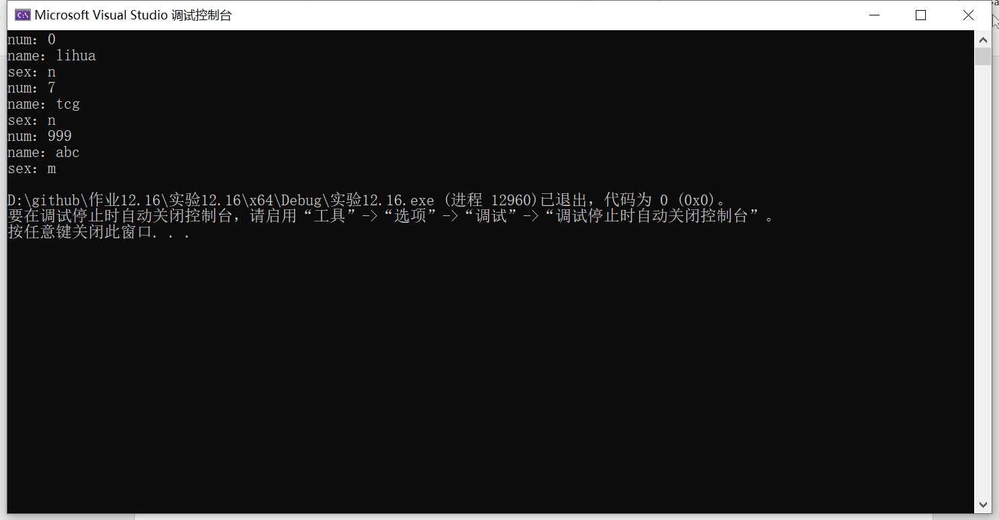 Microsoft Visual Studio 调试控制台
num: 0
name: lihua
sex: n
num: 7
name: tcg
sex: n
num: 999
name: abc
sex: m
D:\github\作业12.16\实验12.16\x64\Debug\实验12.16.exe (进程 12960)已退出，代码为 0 (0x0)。
要在调试停止时自动关闭控制台，请启用“工具”->“选项”->“调试”->“调试停止时自动关闭控制台”。
按任意键关闭此窗口. . .